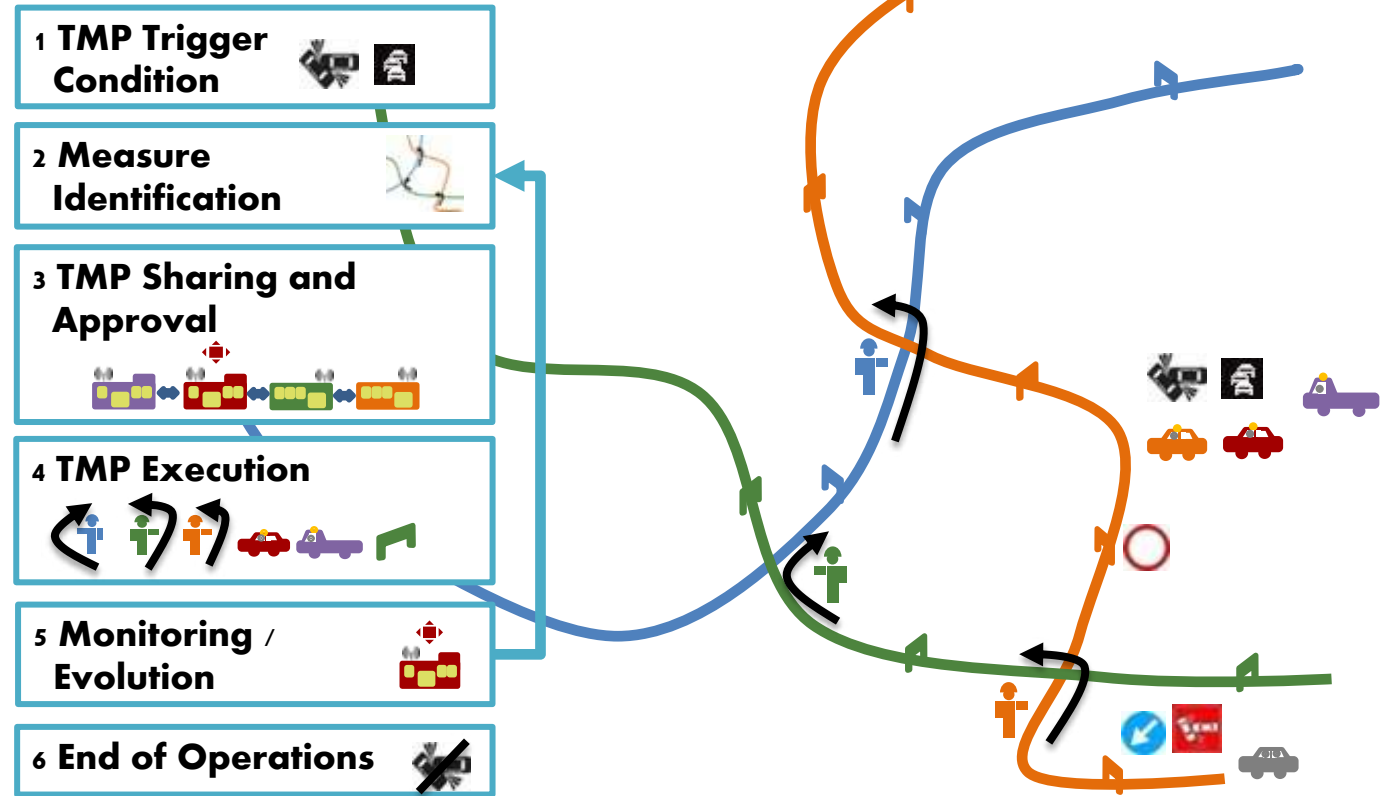 1 TMP Trigger
Condition
2 Measure
Identification
3 TMP Sharing and
Approval
4 TMP Execution
5 Monitoring /
Evolution
6 End of Operations